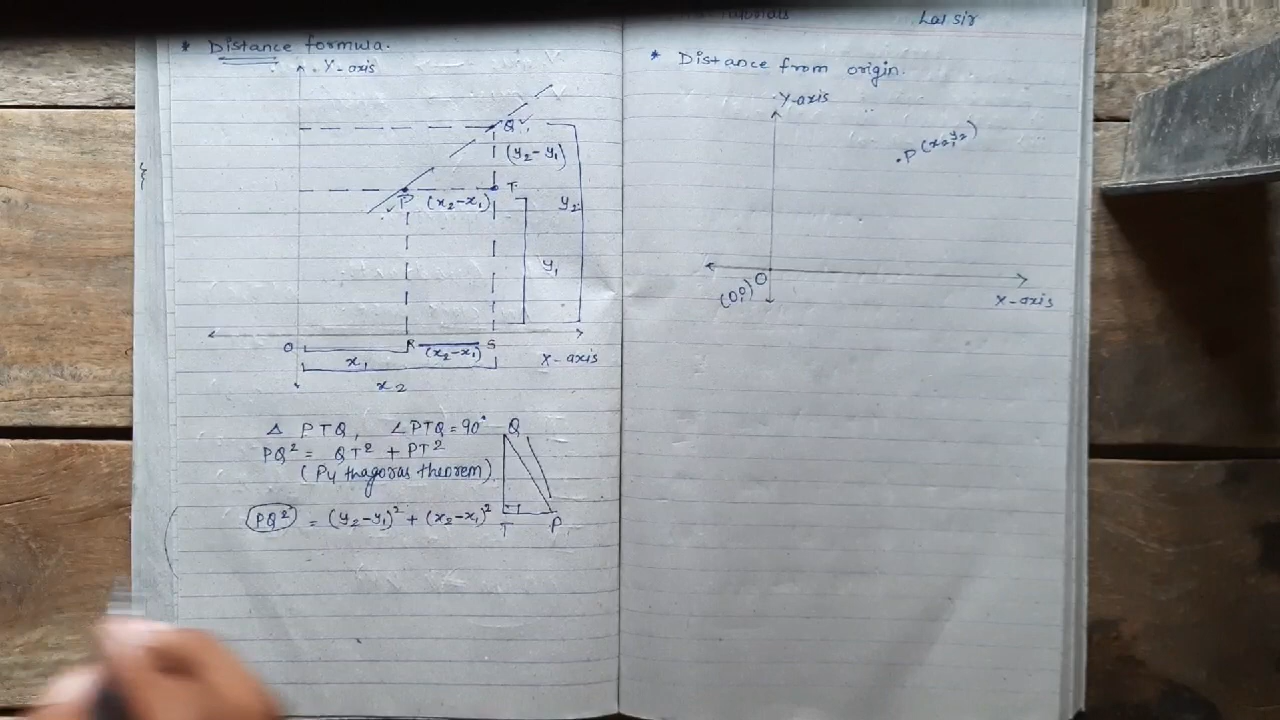 * Distance formula.
Y-axis
Q
(y₂-y₁)
P (x₂-x₁) T
y₂
y₁
O R (x₂-x₁) S
x₁ X-axis
x₂
△ PTQ, ∠PTQ = 90° Q
PQ² = QT² + PT²
(Pythagoras theorem)
PQ² = (y₂-y₁)² + (x₂-x₁)²
T P
Lal sir
* Distance from origin.
Y-axis
P(x₂,y₂)
O
(0,0)
X-axis